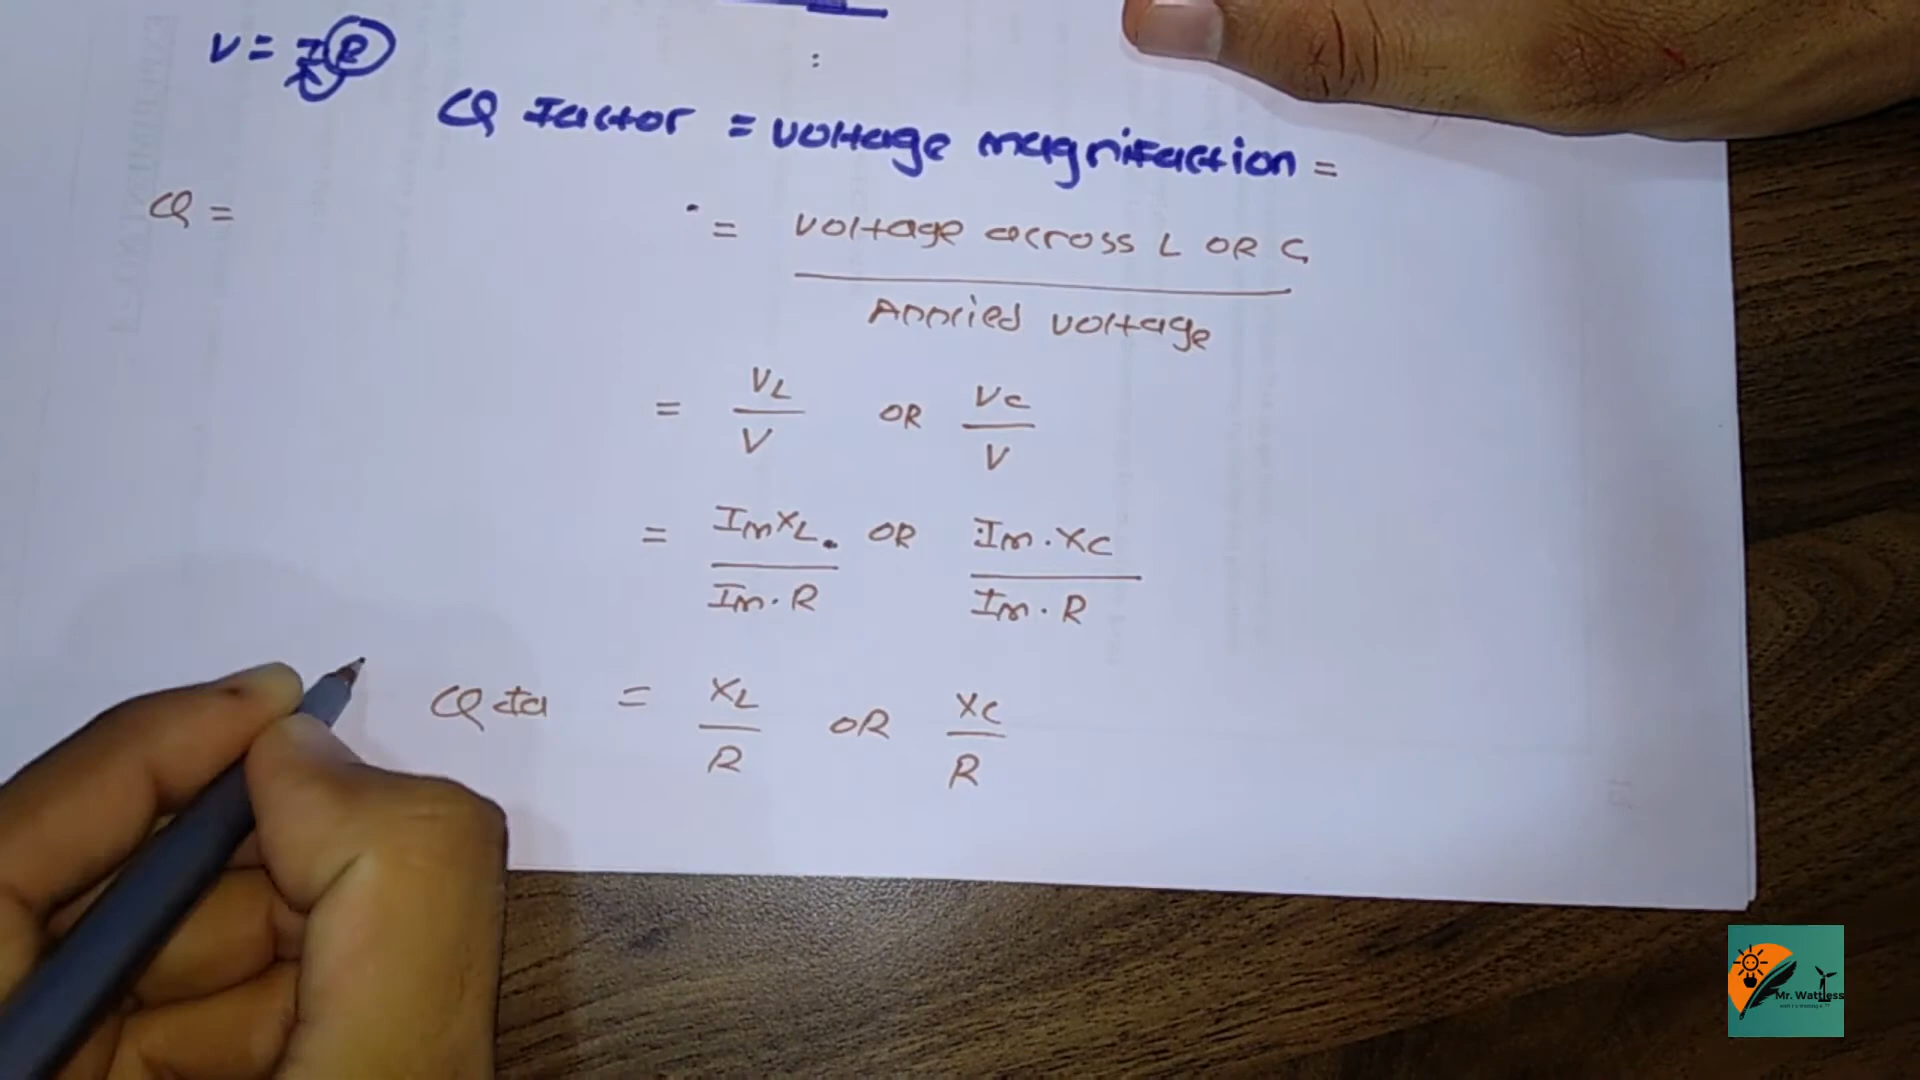 V = IR
X
Q factor = voltage magnifaction =
Q =
= voltage across L OR C
Applied voltage
= VL/V OR VC/V
= Im XL. OR Im . XC
Im . R Im . R
Q fa = XL/R OR XC/R
Mr. Wattless